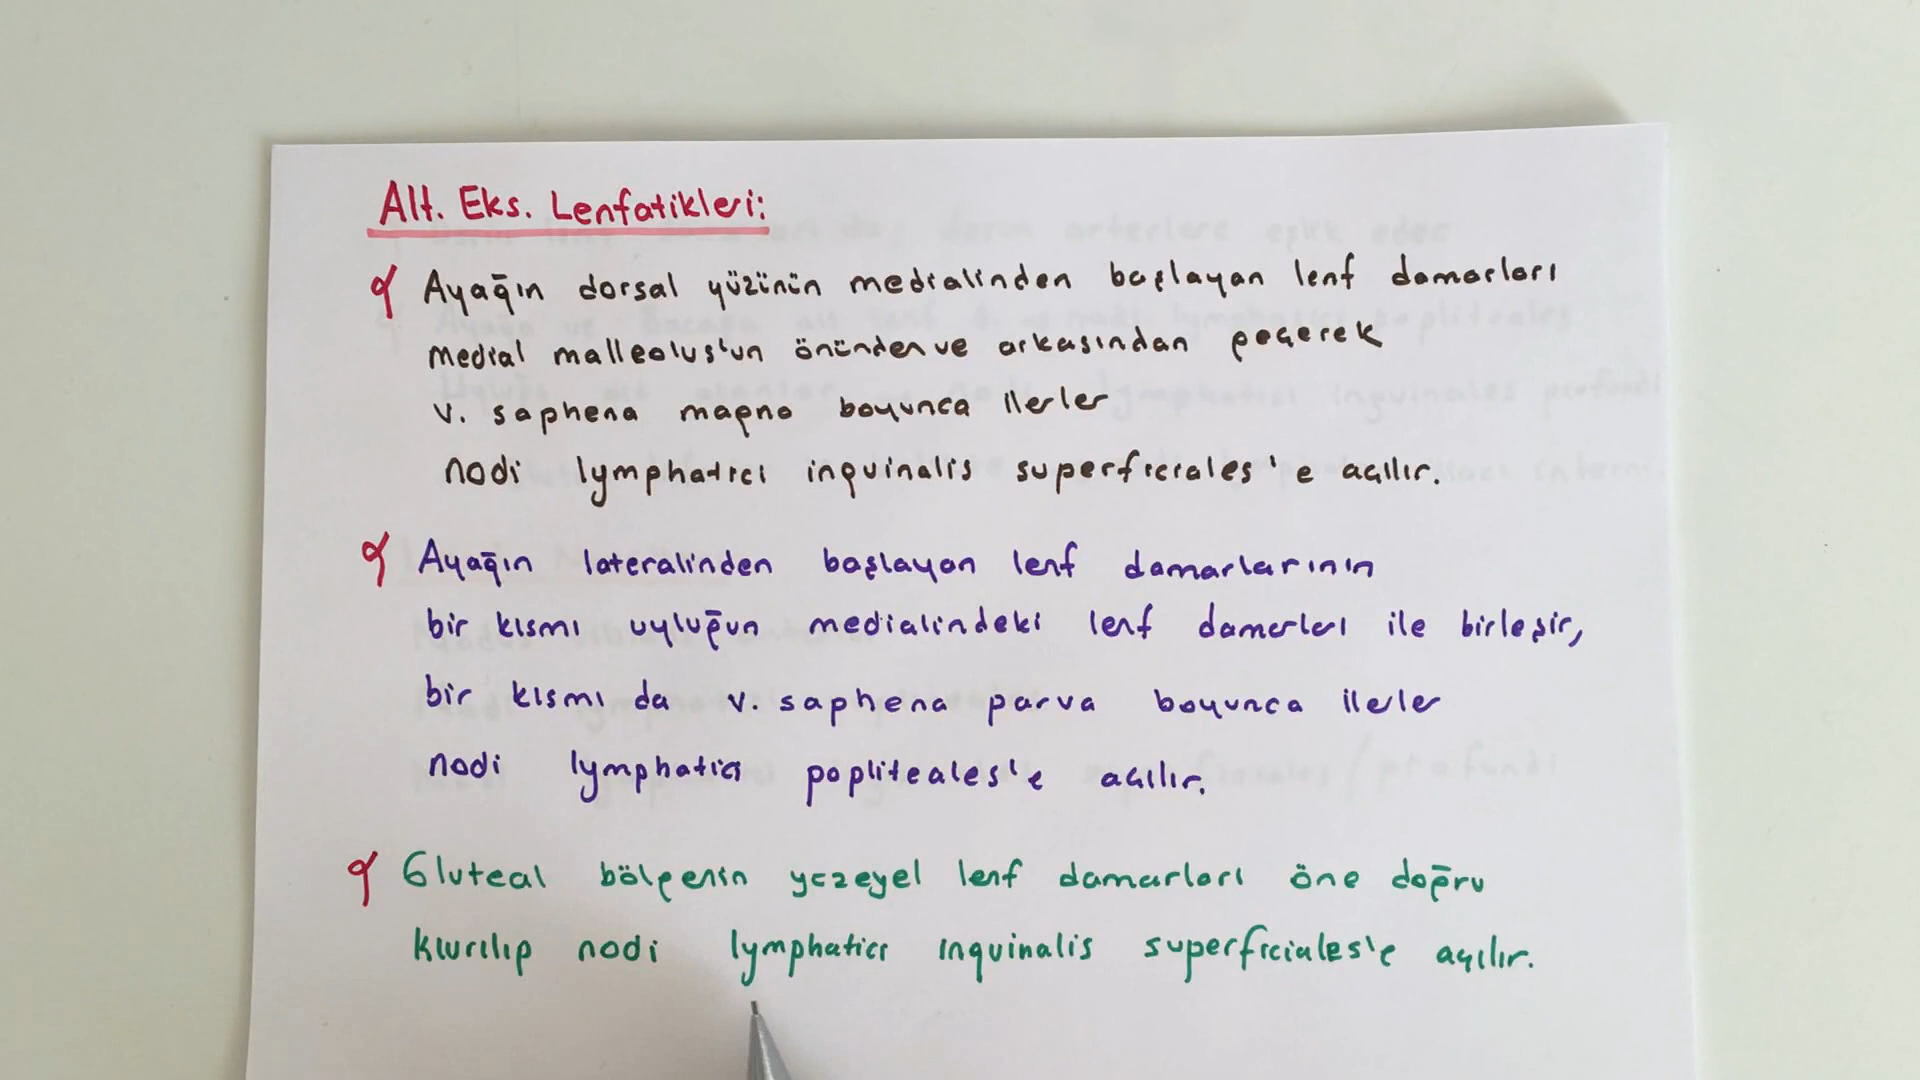 Alt. Eks. Lenfatikleri:
Ayağın dorsal yüzünün medialinden başlayan lenf damarları
medial malleolus'un önünden ve arkasından geçerek
v. saphena magna boyunca ilerler
nodi lymphatici inguinalis superficiales'e açılır.
Ayağın lateralinden başlayan lenf damarlarının
bir kısmı uyluğun medialindeki lenf damarları ile birleşir,
bir kısmı da v. saphena parva boyunca ilerler
nodi lymphatici popliteales'e açılır.
Gluteal bölgenin yüzeyel lenf damarları öne doğru
kıvrılıp nodi lymphatici inguinalis superficiales'e açılır.